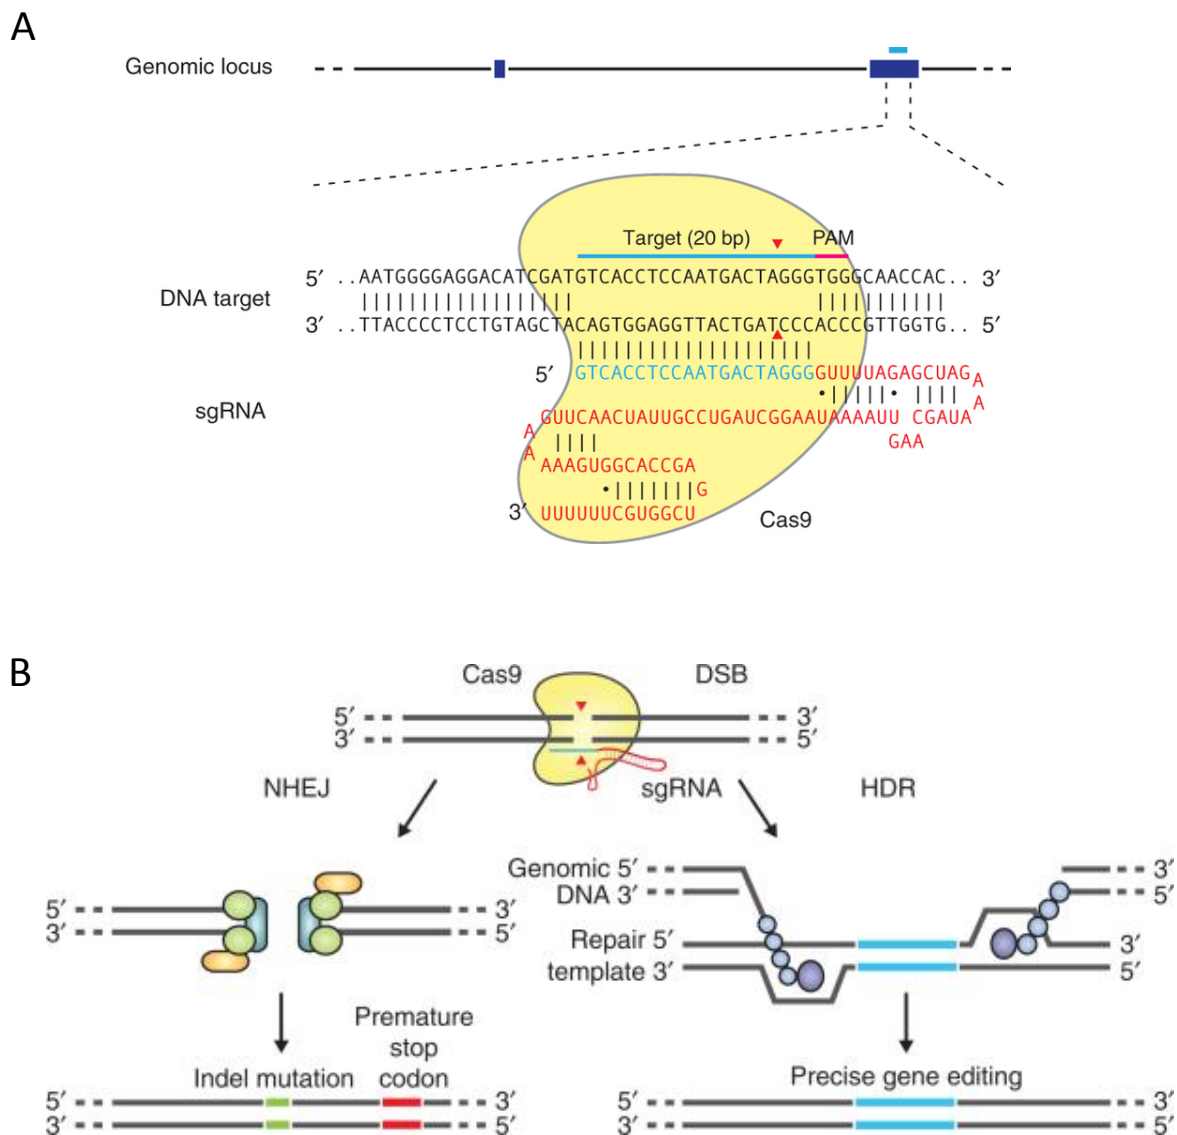 A
Genomic locus
Target (20 bp) PAM
5′ ..AATGGGGAGGACATCGATGTCACCTCCAATGACTAGGGTGGGCAACCAC.. 3′
DNA target
3′ ..TTACCCCTCCTGTAGCTACAGTGGAGGTTACTGATCCCACCCGTTGGTG.. 5′
5′ GTCACCTCCAATGACTAGGGGUUUUAGAGCUAG
A
sgRNA
A
GUUCAACUAUUGCCUGAUCGGAAUAAAAUU CGAUA
A
GAA
A
AAAGUGGCACCGA
G
3′ UUUUUUCGUGGCU
Cas9
B
Cas9 DSB
5′ 3′
3′ 5′
NHEJ sgRNA HDR
Genomic 5′ 3′
DNA 3′ 5′
5′ 3′
3′ 5′
Repair 5′ 3′
template 3′ 5′
Premature
stop
codon
Indel mutation
Precise gene editing
5′ 3′
3′ 5′
5′ 3′
3′ 5′